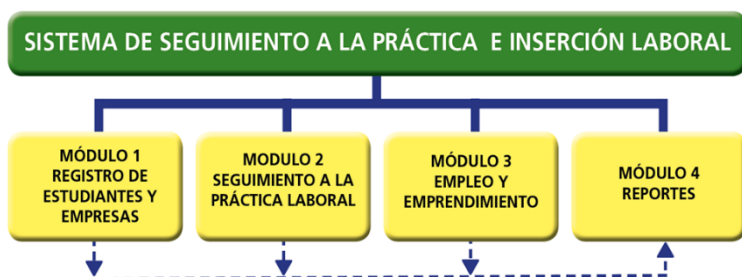 SISTEMA DE SEGUIMIENTO A LA PRÁCTICA E INSERCIÓN LABORAL
MÓDULO 1
REGISTRO DE
ESTUDIANTES Y
EMPRESAS
MODULO 2
SEGUIMIENTO A LA
PRÁCTICA LABORAL
MÓDULO 3
EMPLEO Y
EMPRENDIMIENTO
MÓDULO 4
REPORTES